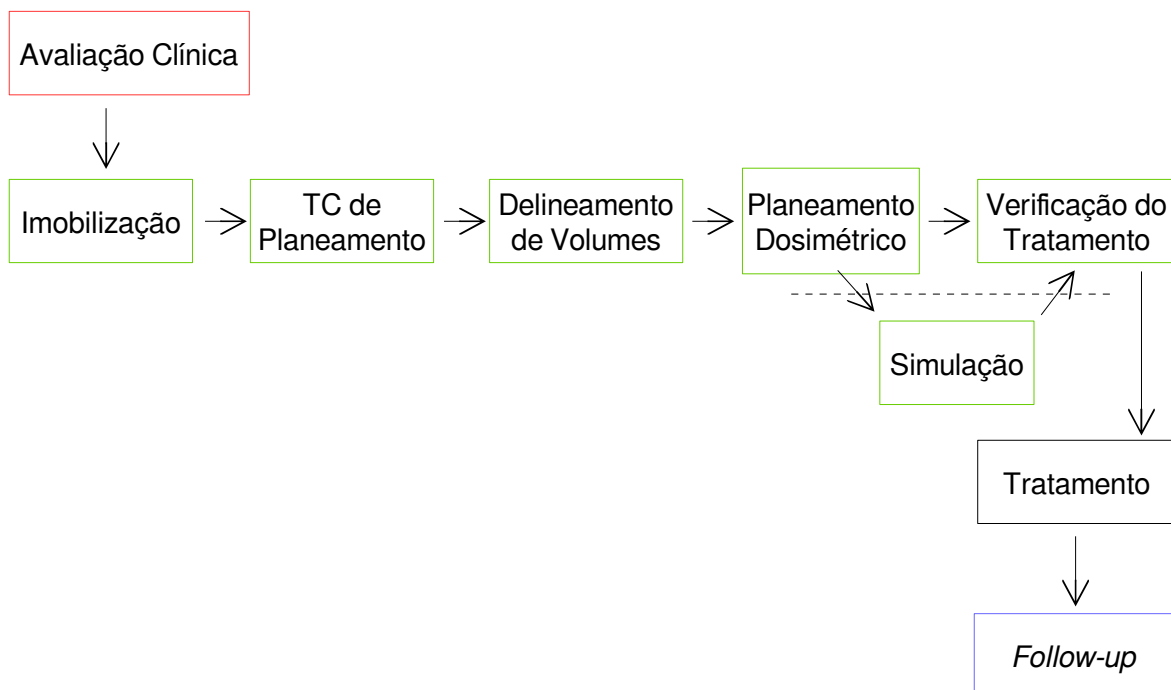 Avaliação Clínica
Imobilização
TC de
Planeamento
Delineamento
de Volumes
Planeamento
Dosimétrico
Verificação do
Tratamento
Simulação
Tratamento
Follow-up